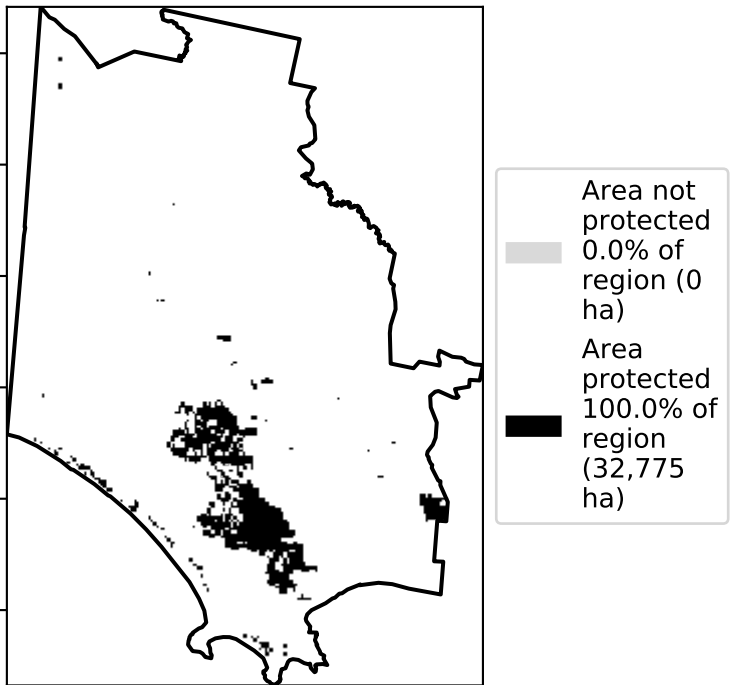 Area not
protected
0.0% of
region (0
ha)
Area
protected
100.0% of
region
(32,775
ha)